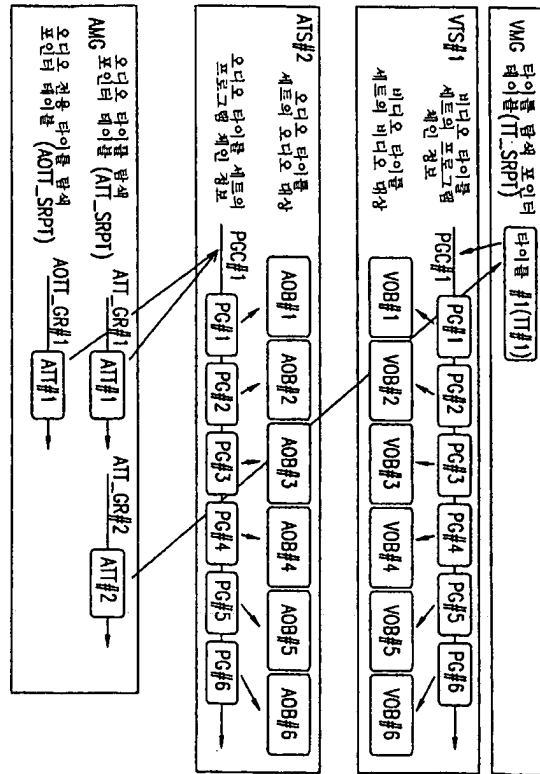 VMG
타이틀 탐색 포인터
테이블(TT_SRPT)
타이틀 #1(TT#1)
VTS#1
비디오 타이틀
세트의 프로그램
체인 정보
PGC#1
PG#1
PG#2
PG#3
PG#4
PG#5
PG#6
비디오 타이틀
세트의 비디오 대상
VOB#1
VOB#2
VOB#3
VOB#4
VOB#5
VOB#6
ATS#2
오디오 타이틀
세트의 오디오 대상
AOB#1
AOB#2
AOB#3
AOB#4
AOB#5
AOB#6
오디오 타이틀 세트의
프로그램 체인 정보
PGC#1
PG#1
PG#2
PG#3
PG#4
PG#5
PG#6
AMG
오디오 타이틀 탐색
포인터 테이블(ATT_SRPT)
ATT_GR#1
ATT#1
ATT_GR#2
ATT#2
오디오 전용 타이틀 탐색
포인터 테이블(AOTT_SRPT)
AOTT_GR#1
ATT#1